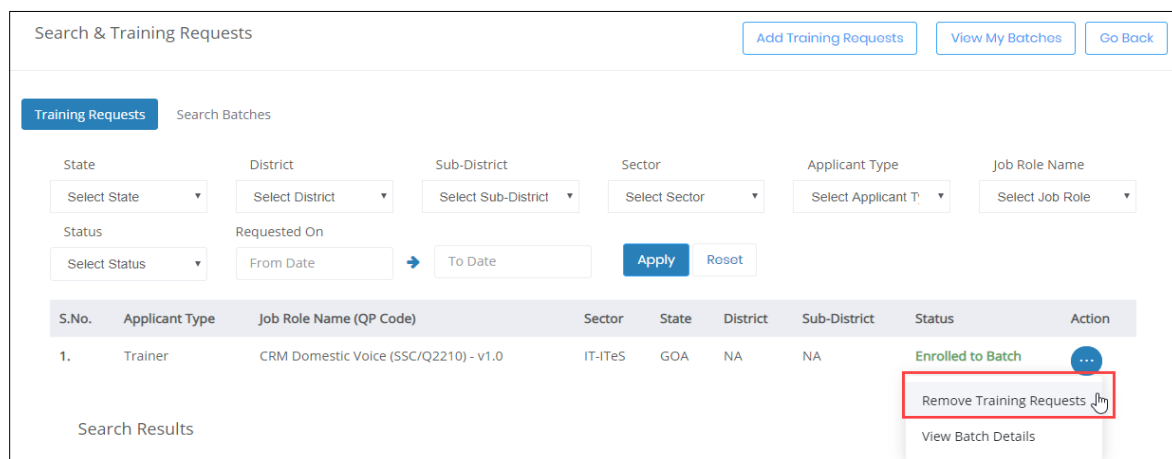 Search & Training Requests
Add Training Requests
View My Batches
Go Back
Training Requests
Search Batches
State
District
Sub-District
Sector
Applicant Type
Job Role Name
Select State
Select District
Select Sub-District
Select Sector
Select Applicant Ty
Select Job Role
Status
Requested On
Select Status
From Date
To Date
Apply
Reset
S.No. Applicant Type Job Role Name (QP Code) Sector State District Sub-District Status Action
1. Trainer CRM Domestic Voice (SSC/Q2210) - v1.0 IT-ITeS GOA NA NA Enrolled to Batch
Remove Training Requests
Search Results
View Batch Details